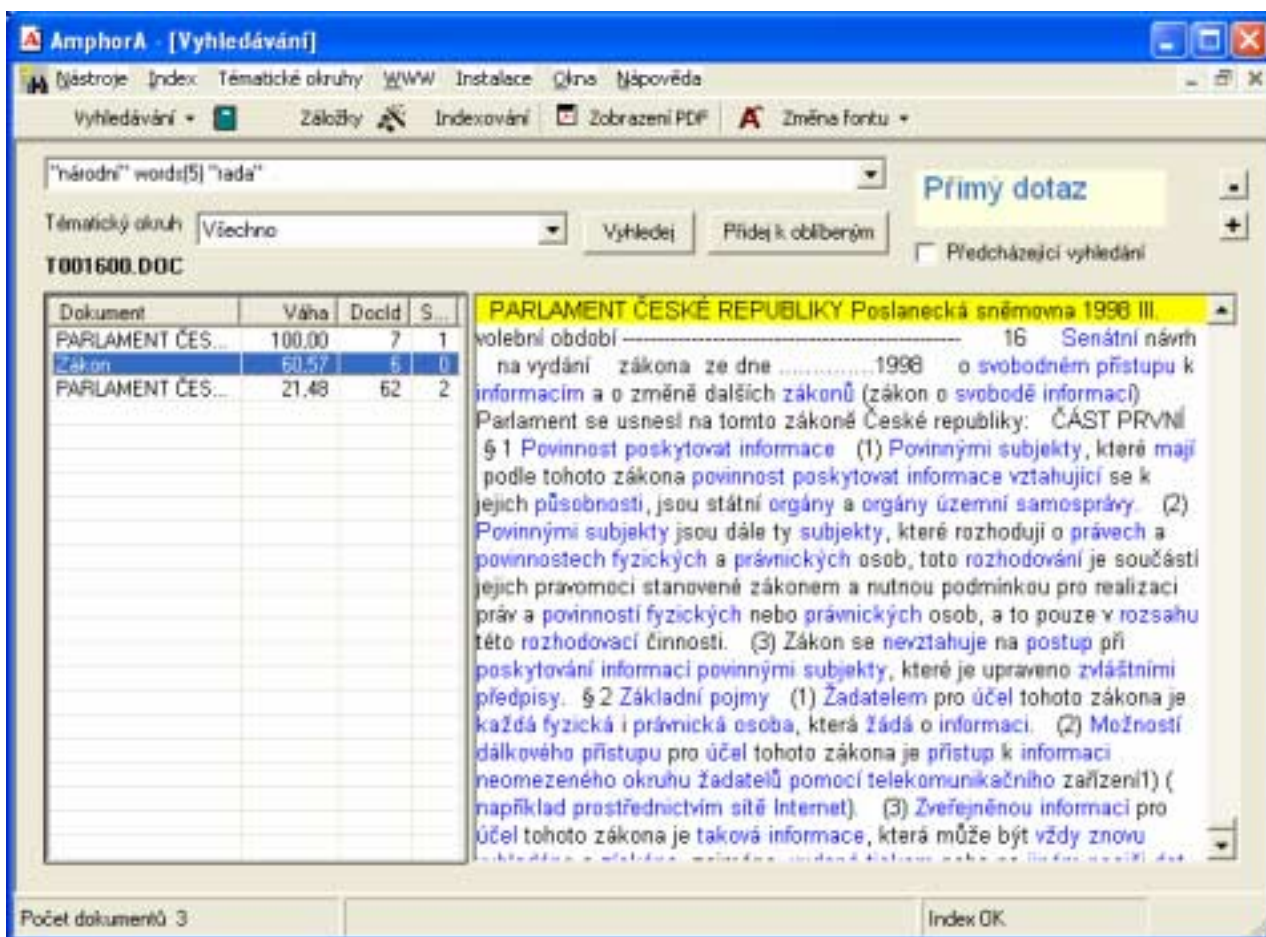 AmphorA - [Vyhledávání]
Nástroje Index Tématické okruhy WWW Instalace Okna Nápověda
Vyhledávání Záložky Indexování Zobrazení PDF Změna fontu
"národní" words(5) "rada"
Přímý dotaz
Tématický okruh Všechno Vyhledej Přidej k oblíbeným
Předcházející vyhledání
T001600.DOC
Dokument Váha DocId S...
PARLAMENT ČES... 100.00 7 1
Zákon 60.57 6 0
PARLAMENT ČES... 21.48 62 2
PARLAMENT ČESKÉ REPUBLIKY Poslanecká sněmovna 1998 III.
volební období ------------------------------------------------ 16 Senátní návrh
na vydání zákona ze dne ...............1998 o svobodném přístupu k
informacím a o změně dalších zákonů (zákon o svobodě informací)
Parlament se usnesl na tomto zákoně České republiky: ČÁST PRVNÍ
§ 1 Povinnost poskytovat informace (1) Povinnými subjekty, které mají
podle tohoto zákona povinnost poskytovat informace vztahující se k
jejich působnosti, jsou státní orgány a orgány územní samosprávy. (2)
Povinnými subjekty jsou dále ty subjekty, které rozhodují o právech a
povinnostech fyzických a právnických osob, toto rozhodování je součástí
jejich pravomoci stanovené zákonem a nutnou podmínkou pro realizaci
práv a povinností fyzických nebo právnických osob, a to pouze v rozsahu
této rozhodovací činnosti. (3) Zákon se nevztahuje na postup při
poskytování informací povinnými subjekty, které je upraveno zvláštními
předpisy. § 2 Základní pojmy (1) Žadatelem pro účel tohoto zákona je
každá fyzická i právnická osoba, která žádá o informaci. (2) Možností
dálkového přístupu pro účel tohoto zákona je přístup k informaci
neomezeného okruhu žadatelů pomocí telekomunikačního zařízení1) (
například prostřednictvím sítě Internet). (3) Zveřejněnou informací pro
účel tohoto zákona je taková informace, která může být vždy znovu
Počet dokumentů 3 Index OK